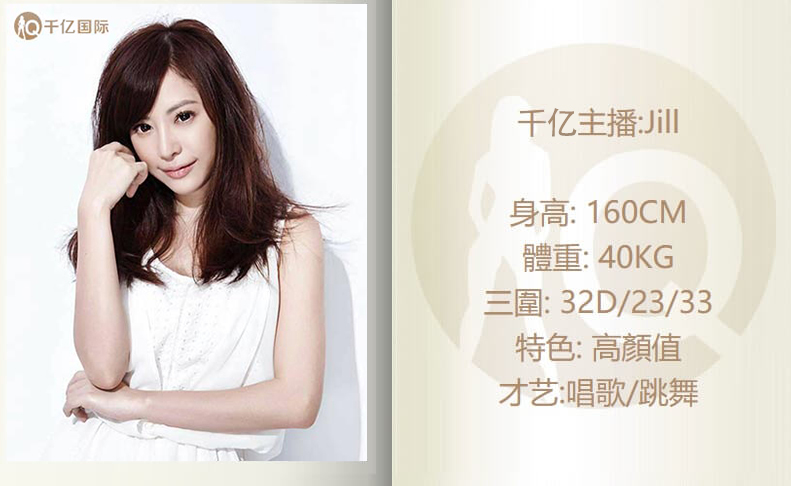 千亿国际
千亿主播:Jill
身高: 160CM
體重: 40KG
三圍: 32D/23/33
特色: 高顏值
才艺:唱歌/跳舞